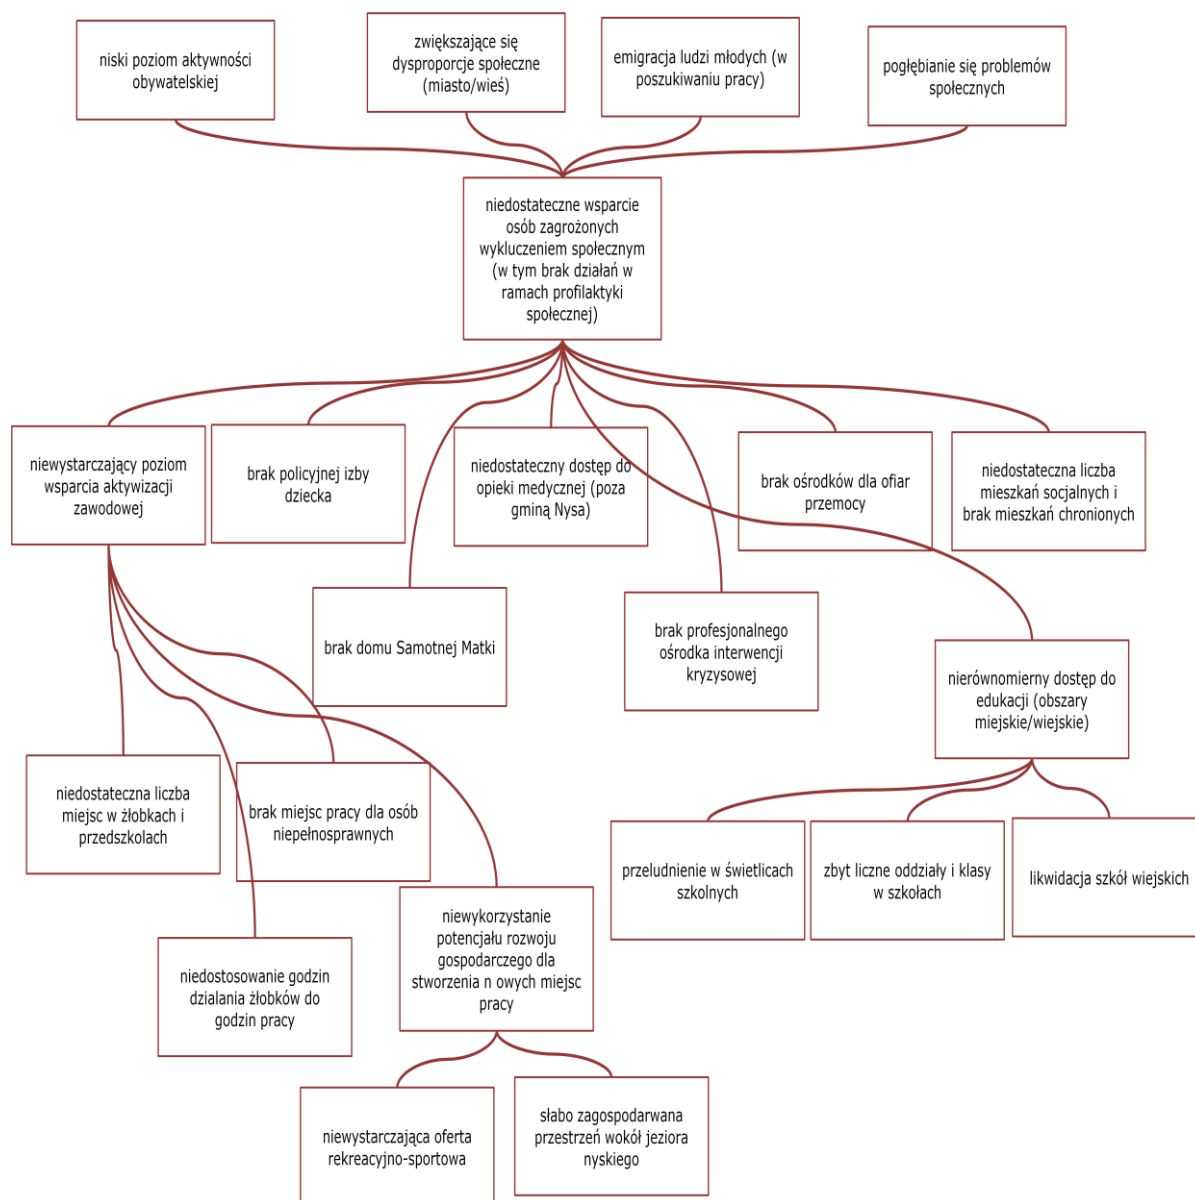 niski poziom aktywności
obywatelskiej
zwiększające się
dysproporcje społeczne
(miasto/wieś)
emigracja ludzi młodych (w
poszukiwaniu pracy)
pogłębianie się problemów
społecznych
niedostateczne wsparcie
osób zagrożonych
wykluczeniem społecznym
(w tym brak działań w
ramach profilaktyki
społecznej)
niewystarczający poziom
wsparcia aktywizacji
zawodowej
brak policyjnej izby
dziecka
niedostateczny dostęp do
opieki medycznej (poza
gminą Nysa)
brak ośrodków dla ofiar
przemocy
niedostateczna liczba
mieszkań socjalnych i
brak mieszkań chronionych
brak domu Samotnej Matki
brak profesjonalnego
ośrodka interwencji
kryzysowej
nierównomierny dostęp do
edukacji (obszary
miejskie/wiejskie)
niedostateczna liczba
miejsc w żłobkach i
przedszkolach
brak miejsc pracy dla osób
niepełnosprawnych
przeludnienie w świetlicach
szkolnych
zbyt liczne oddziały i klasy
w szkołach
likwidacja szkół wiejskich
niewykorzystanie
potencjału rozwoju
gospodarczego dla
stworzenia n owych miejsc
pracy
niedostosowanie godzin
dzialania żłobków do
godzin pracy
niewystarczająca oferta
rekreacyjno-sportowa
słabo zagospodarwana
przestrzeń wokół jeziora
nyskiego